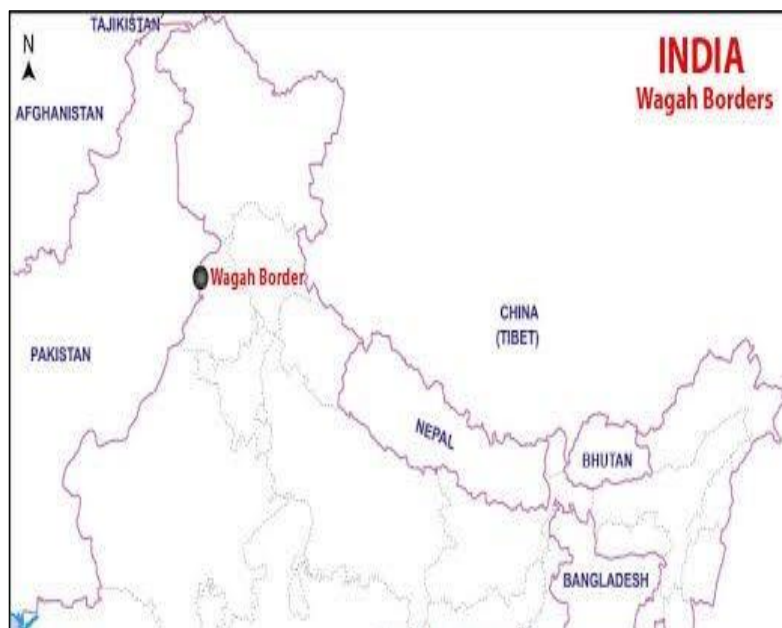 TAJIKISTAN
N
INDIA
Wagah Borders
AFGHANISTAN
Wagah Border
CHINA
(TIBET)
PAKISTAN
NEPAL
BHUTAN
BANGLADESH